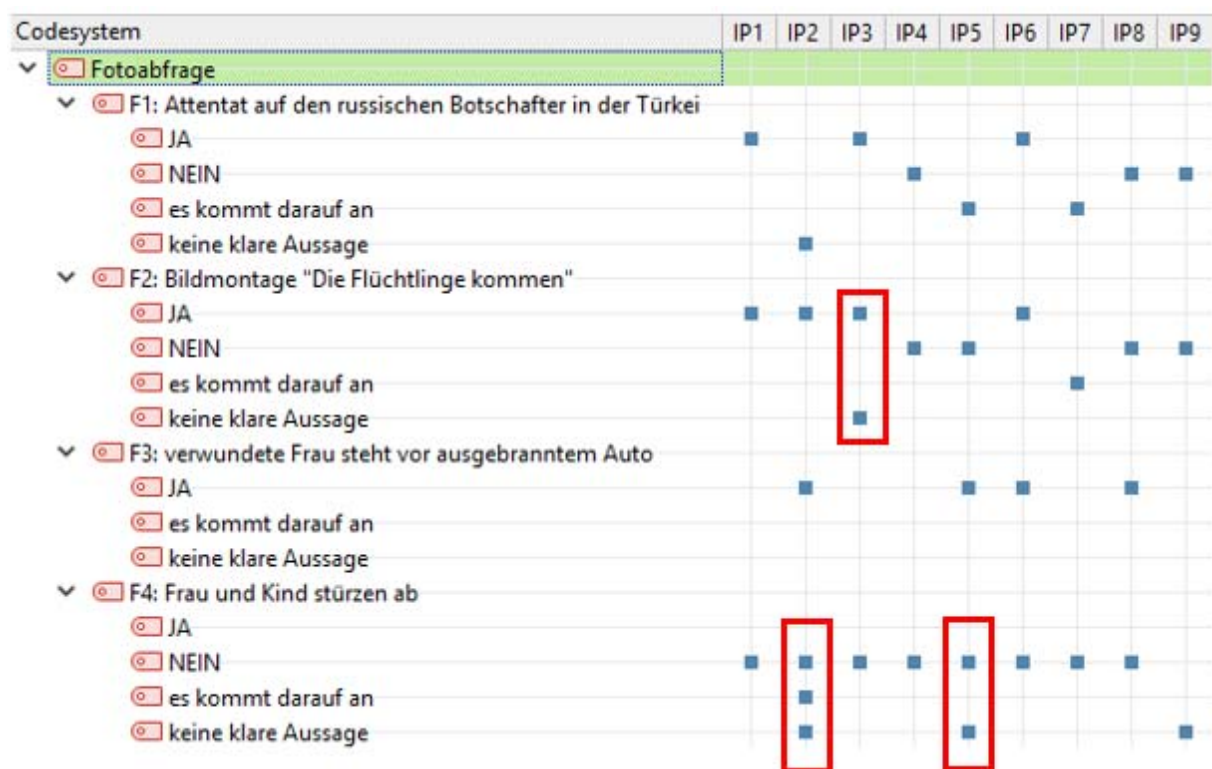 Codesystem IP1 IP2 IP3 IP4 IP5 IP6 IP7 IP8 IP9
Fotoabfrage
F1: Attentat auf den russischen Botschafter in der Türkei
JA
NEIN
es kommt darauf an
keine klare Aussage
F2: Bildmontage "Die Flüchtlinge kommen"
JA
NEIN
es kommt darauf an
keine klare Aussage
F3: verwundete Frau steht vor ausgebranntem Auto
JA
es kommt darauf an
keine klare Aussage
F4: Frau und Kind stürzen ab
JA
NEIN
es kommt darauf an
keine klare Aussage